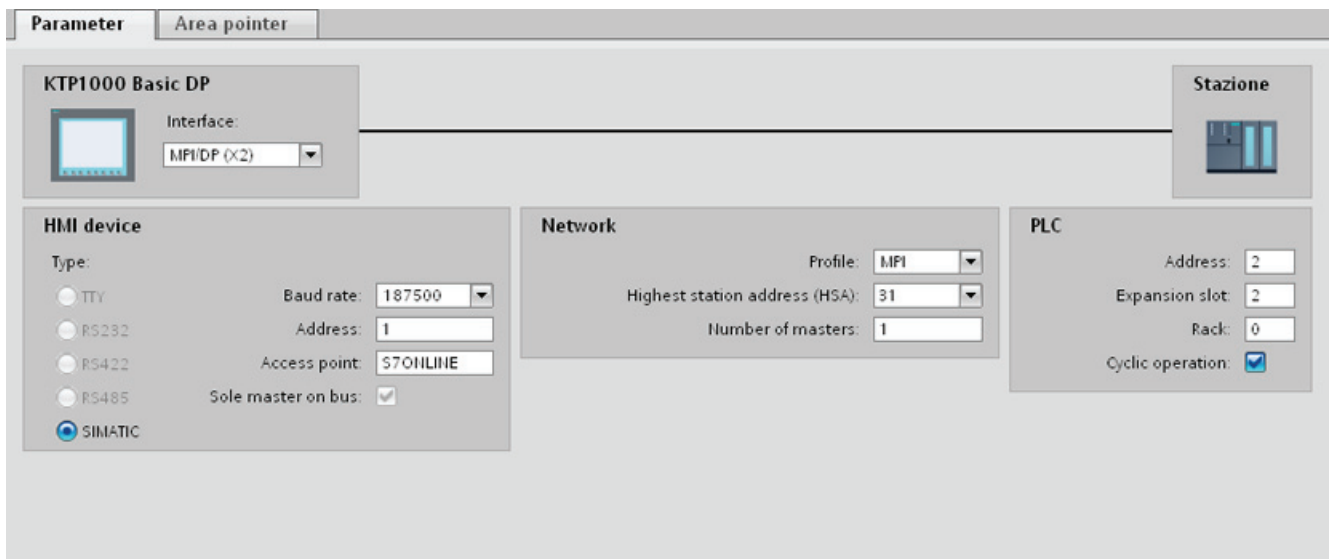 Parameter
Area pointer
KTP1000 Basic DP
Interface:
MPI/DP (X2)
Stazione
HMI device
Type:
TTY
RS232
RS422
RS485
SIMATIC
Baud rate: 187500
Address: 1
Access point: S7ONLINE
Sole master on bus:
Network
Profile: MPI
Highest station address (HSA): 31
Number of masters: 1
PLC
Address: 2
Expansion slot: 2
Rack: 0
Cyclic operation: